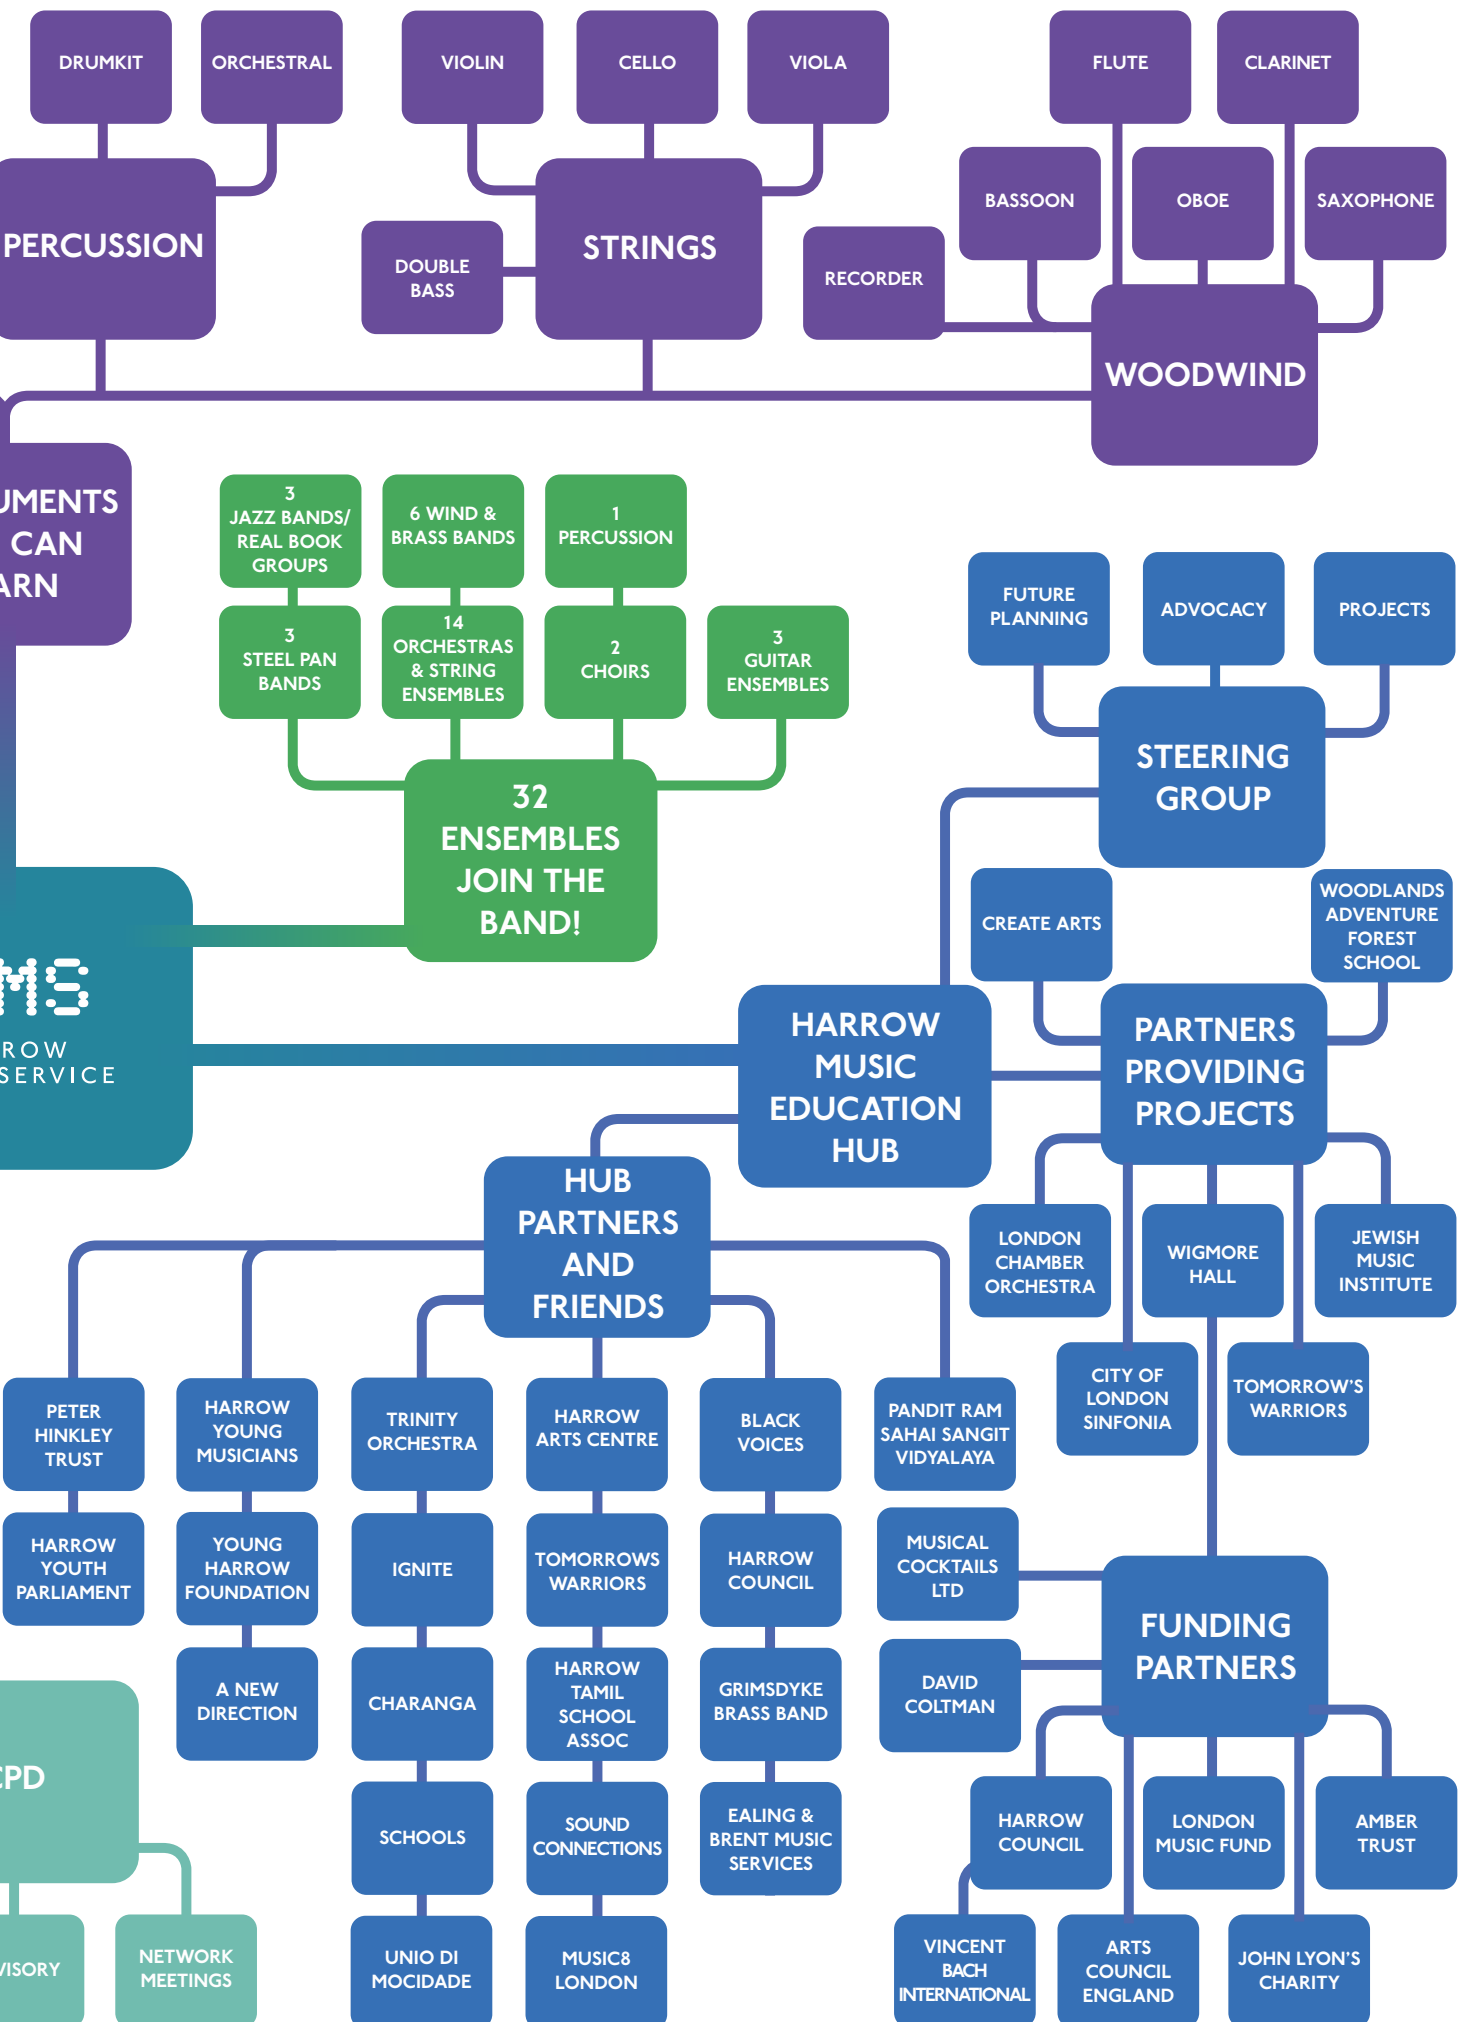 DRUMKIT
ORCHESTRAL
VIOLIN
CELLO
VIOLA
FLUTE
CLARINET
BASSOON
OBOE
SAXOPHONE
PERCUSSION
STRINGS
DOUBLE
BASS
RECORDER
WOODWIND
UMENTS
CAN
ARN
3
JAZZ BANDS/
REAL BOOK
GROUPS
6 WIND &
BRASS BANDS
1
PERCUSSION
3
STEEL PAN
BANDS
14
ORCHESTRAS
& STRING
ENSEMBLES
2
CHOIRS
3
GUITAR
ENSEMBLES
32
ENSEMBLES
JOIN THE
BAND!
FUTURE
PLANNING
ADVOCACY
PROJECTS
STEERING
GROUP
CREATE ARTS
WOODLANDS
ADVENTURE
FOREST
SCHOOL
MS
ROW
SERVICE
HARROW
MUSIC
EDUCATION
HUB
PARTNERS
PROVIDING
PROJECTS
HUB
PARTNERS
AND
FRIENDS
LONDON
CHAMBER
ORCHESTRA
WIGMORE
HALL
JEWISH
MUSIC
INSTITUTE
CITY OF
LONDON
SINFONIA
TOMORROW'S
WARRIORS
PETER
HINKLEY
TRUST
HARROW
YOUNG
MUSICIANS
TRINITY
ORCHESTRA
HARROW
ARTS CENTRE
BLACK
VOICES
PANDIT RAM
SAHAI SANGIT
VIDYALAYA
HARROW
YOUTH
PARLIAMENT
YOUNG
HARROW
FOUNDATION
IGNITE
TOMORROWS
WARRIORS
HARROW
COUNCIL
MUSICAL
COCKTAILS
LTD
FUNDING
PARTNERS
A NEW
DIRECTION
CHARANGA
HARROW
TAMIL
SCHOOL
ASSOC
GRIMSDYKE
BRASS BAND
DAVID
COLTMAN
CPD
SCHOOLS
SOUND
CONNECTIONS
EALING &
BRENT MUSIC
SERVICES
HARROW
COUNCIL
LONDON
MUSIC FUND
AMBER
TRUST
VISORY
NETWORK
MEETINGS
UNIO DI
MOCIDADE
MUSIC8
LONDON
VINCENT
BACH
INTERNATIONAL
ARTS
COUNCIL
ENGLAND
JOHN LYON'S
CHARITY